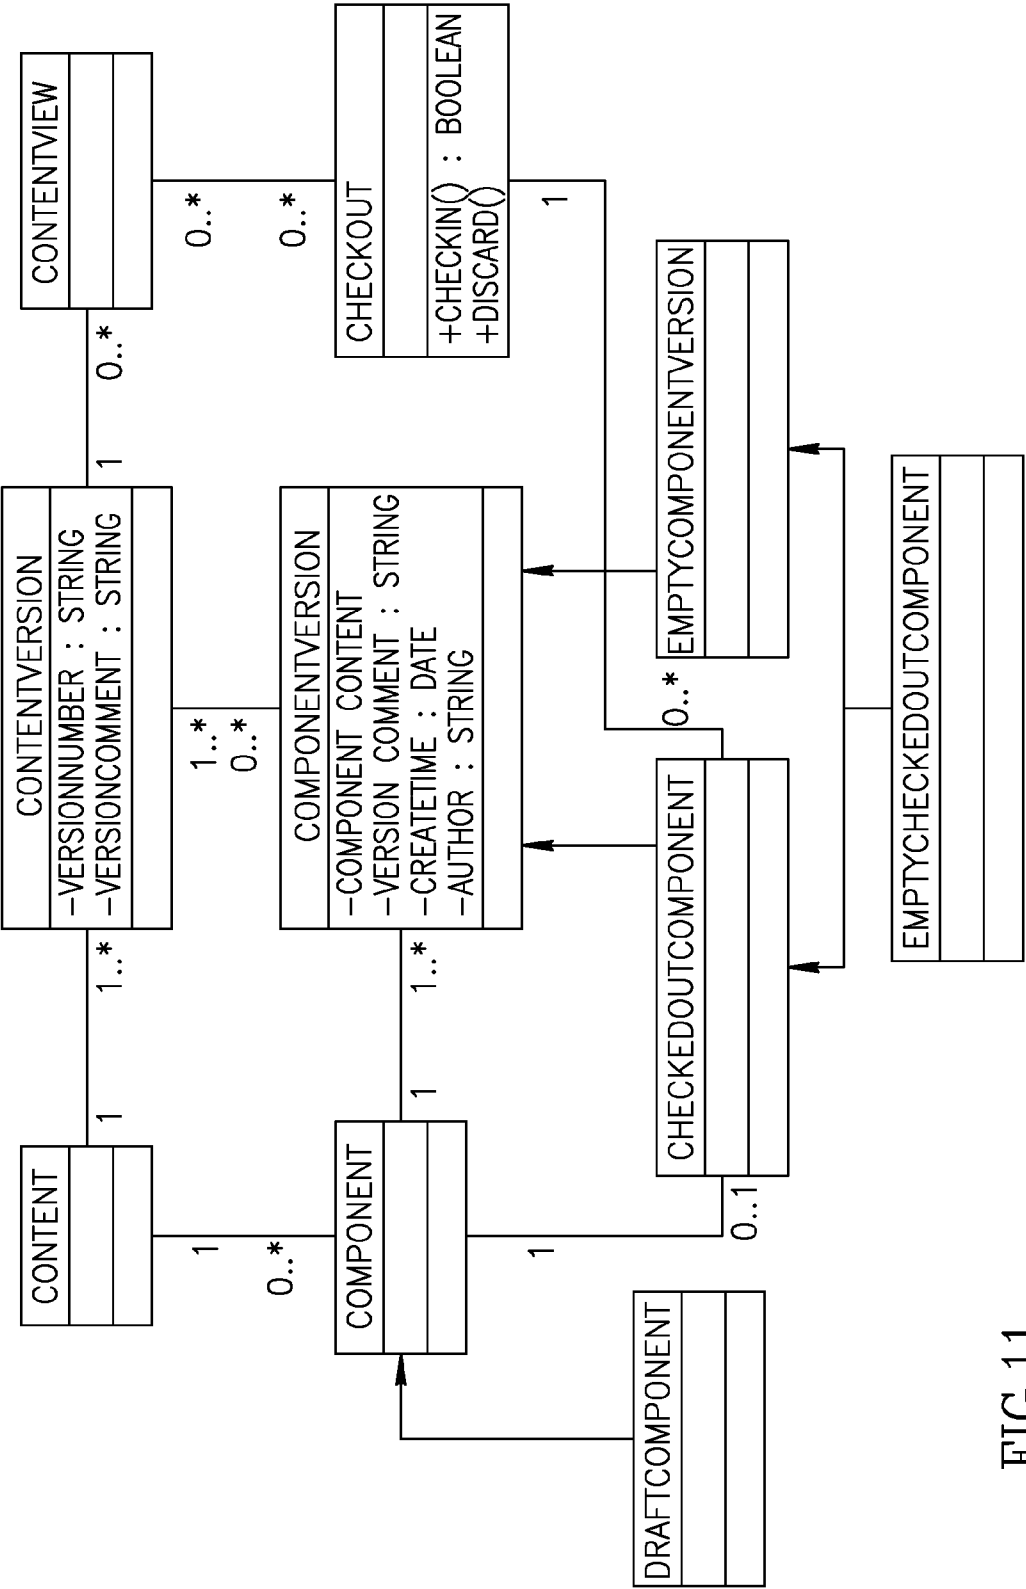 CONTENT
1
1..*
CONTENTVERSION
-VERSIONNUMBER : STRING
-VERSIONCOMMENT : STRING
1
0..*
CONTENTVIEW
1
0..*
1..*
0..*
0..*
0..*
COMPONENT
1
1..*
COMPONENTVERSION
-COMPONENT CONTENT
-VERSION COMMENT : STRING
-CREATETIME : DATE
-AUTHOR : STRING
CHECKOUT
+CHECKIN() : BOOLEAN
+DISCARD()
1
1
0..*
DRAFTCOMPONENT
0..1
CHECKEDOUTCOMPONENT
EMPTYCOMPONENTVERSION
EMPTYCHECKEDOUTCOMPONENT
FIG.11